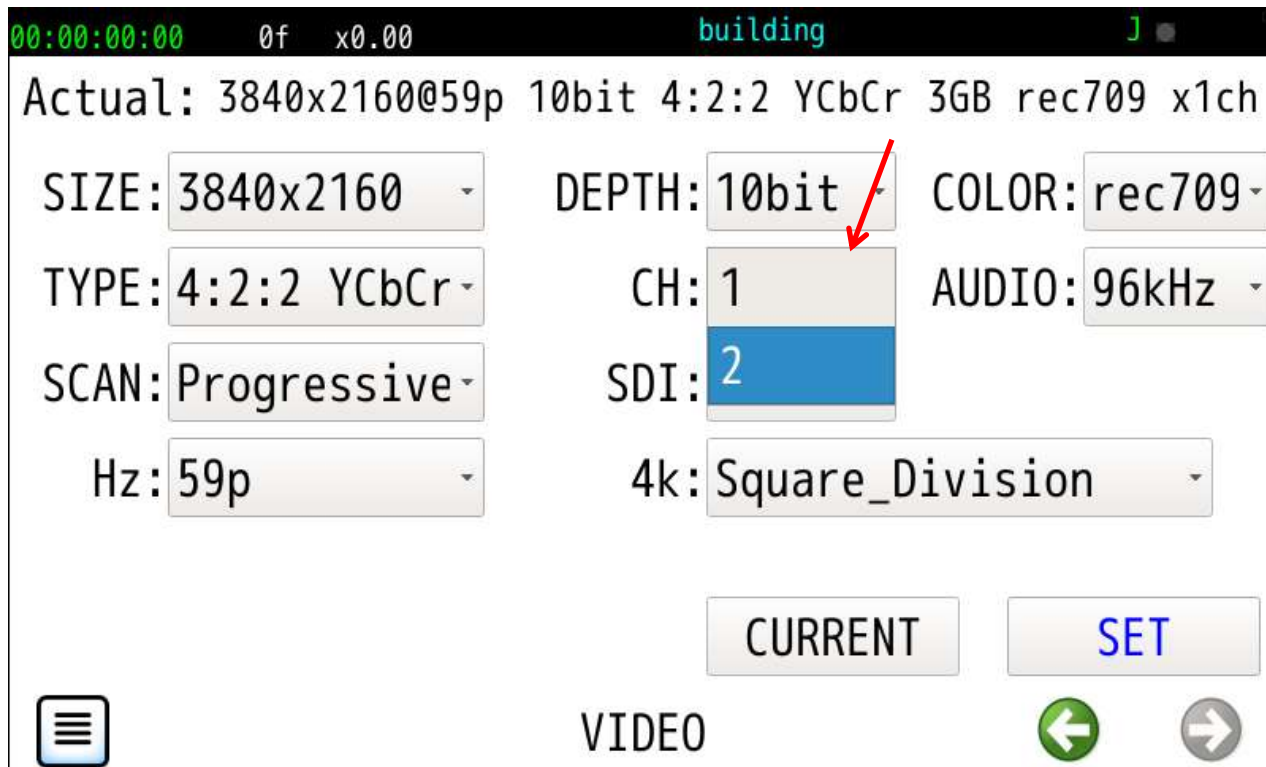 00:00:00:00 0f x0.00 building J
Actual: 3840x2160@59p 10bit 4:2:2 YCbCr 3GB rec709 x1ch
SIZE: 3840x2160 DEPTH: 10bit COLOR: rec709
TYPE: 4:2:2 YCbCr CH: 1 AUDIO: 96kHz
SCAN: Progressive SDI: 2
Hz: 59p 4k: Square_Division
CURRENT SET
VIDEO